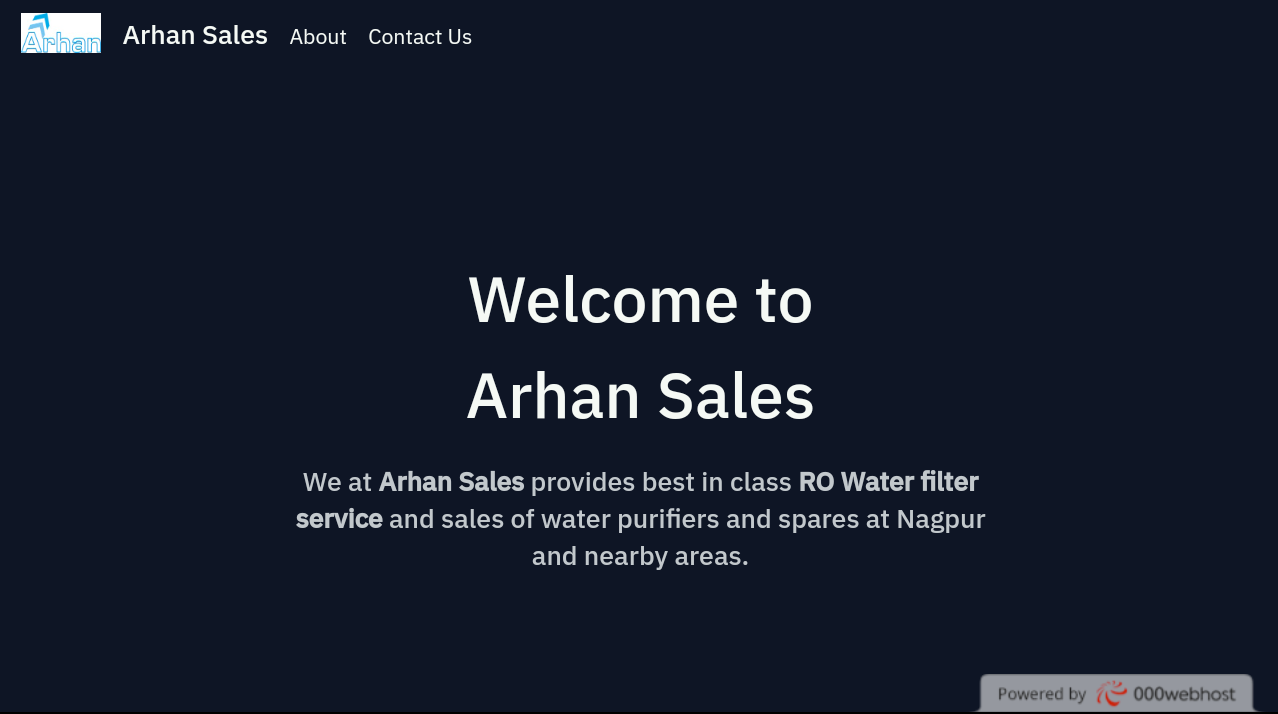 Arhan
Arhan Sales
About
Contact Us
Welcome to
Arhan Sales
We at Arhan Sales provides best in class RO Water filter
service and sales of water purifiers and spares at Nagpur
and nearby areas.
Powered by 000webhost